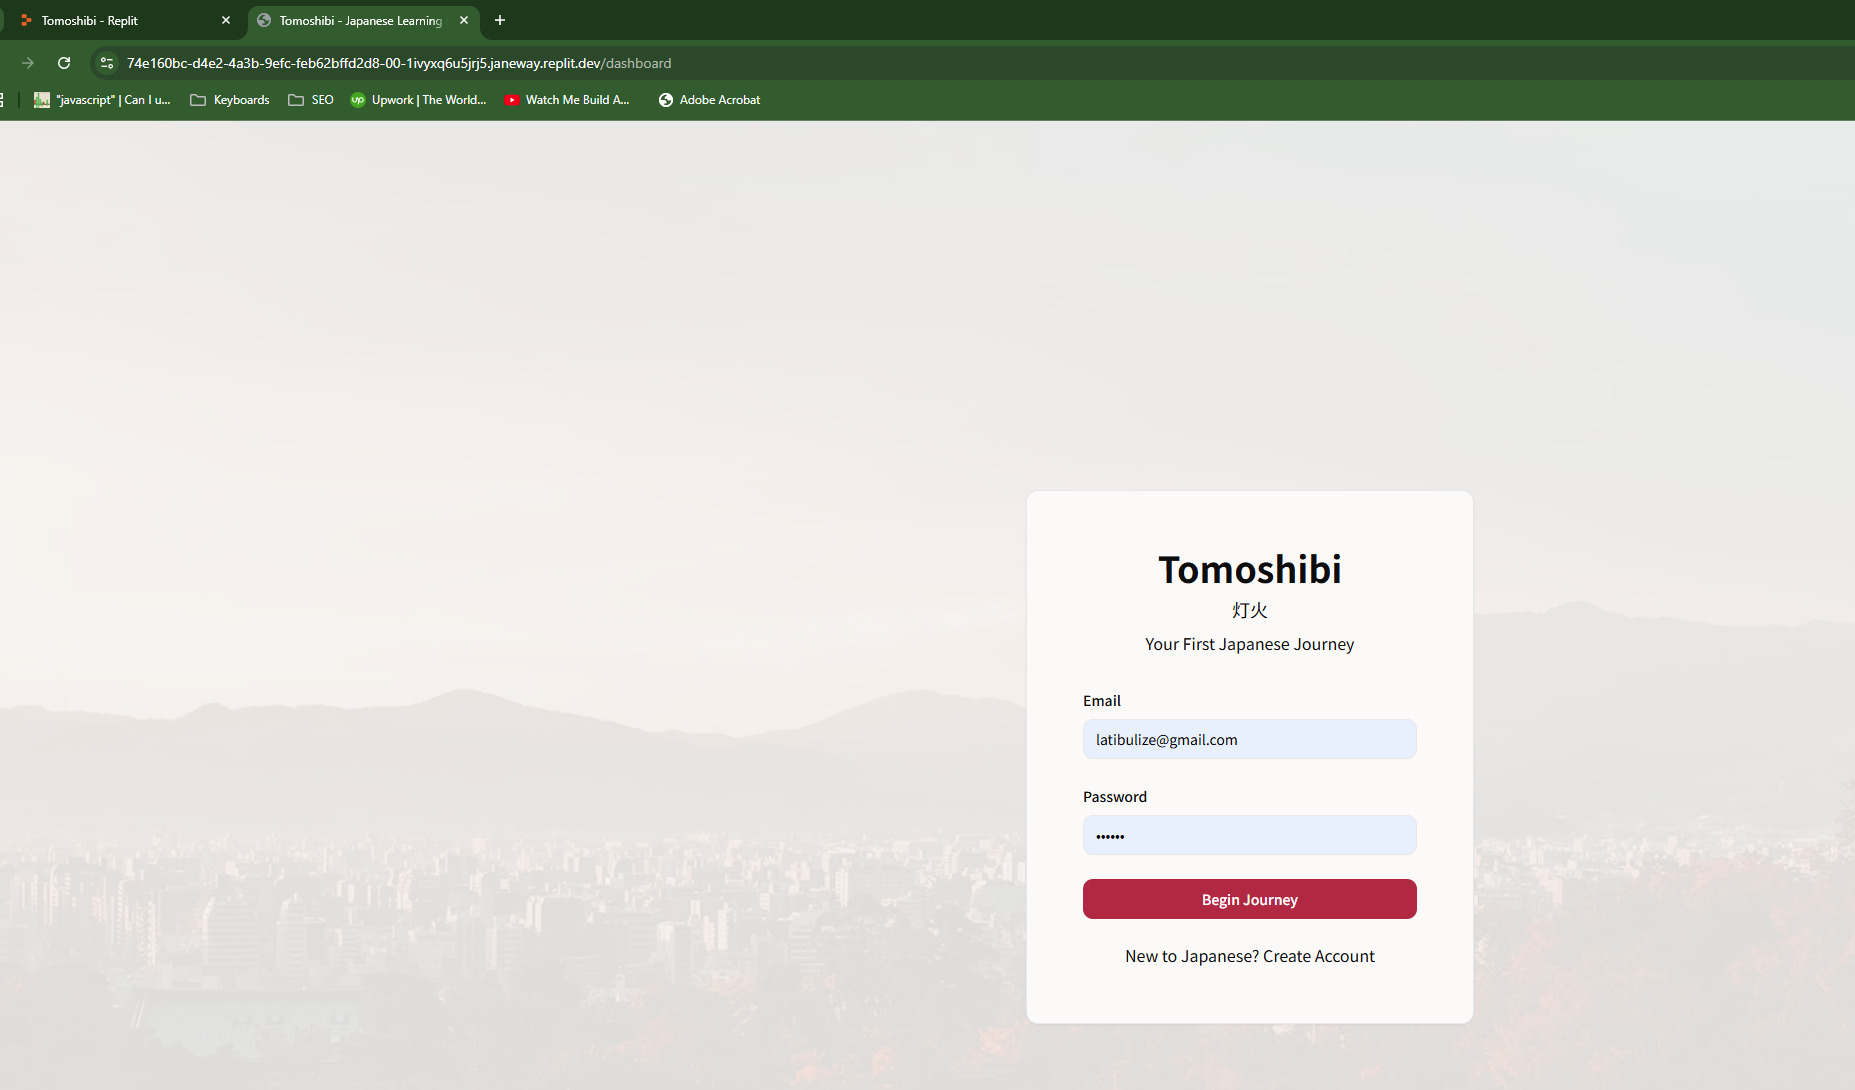 Tomoshibi - Replit
Tomoshibi - Japanese Learning
74e160bc-d4e2-4a3b-9efc-feb62bffd2d8-00-1ivyxq6u5jrj5.janeway.replit.dev/dashboard
"javascript" | Can I u...
Keyboards
SEO
up
Upwork | The World...
Watch Me Build A...
Adobe Acrobat
Tomoshibi
灯火
Your First Japanese Journey
Email
latibulize@gmail.com
Password
••••••
Begin Journey
New to Japanese? Create Account